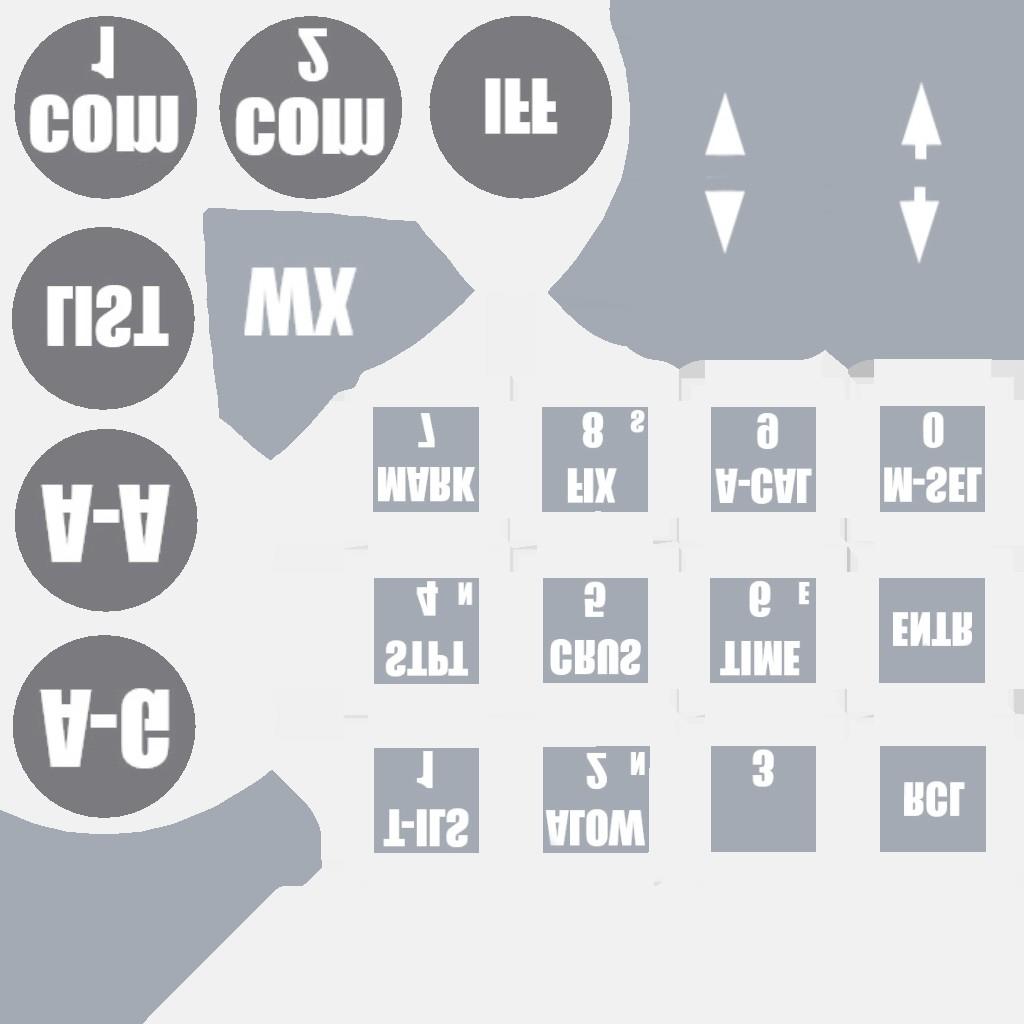 A-G
T-ILS
1
ALOW
2 N
3
RCL
A-A
STPT
4 N
CRUS
5
TIME
6 E
ENTR
LIST
WX
MARK
7
FIX
8 S
A-CAL
9
M-SEL
0
COM
1
COM
2
IFF